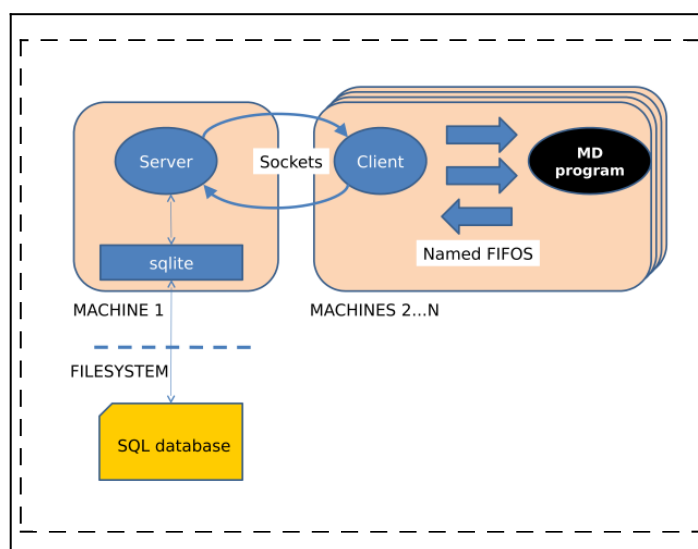 Server
Sockets
Client
MD
program
Named FIFOS
sqlite
MACHINE 1
MACHINES 2...N
FILESYSTEM
SQL database